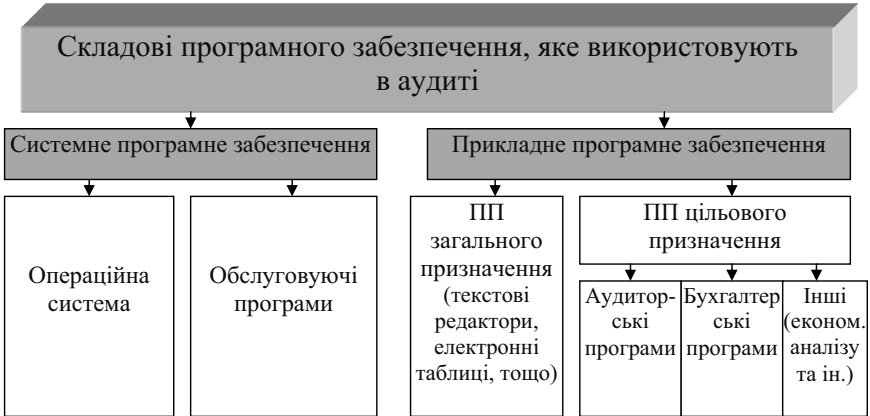 Складові програмного забезпечення, яке використовують
в аудиті
Системне програмне забезпечення
Прикладне програмне забезпечення
Операційна
система
Обслуговуючі
програми
ПП
загального
призначення
(текстові
редактори,
електронні
таблиці, тощо)
ПП цільового
призначення
Аудитор-
ські
програми
Бухгалтер
ські
програми
Інші
(економ.
аналізу
та ін.)